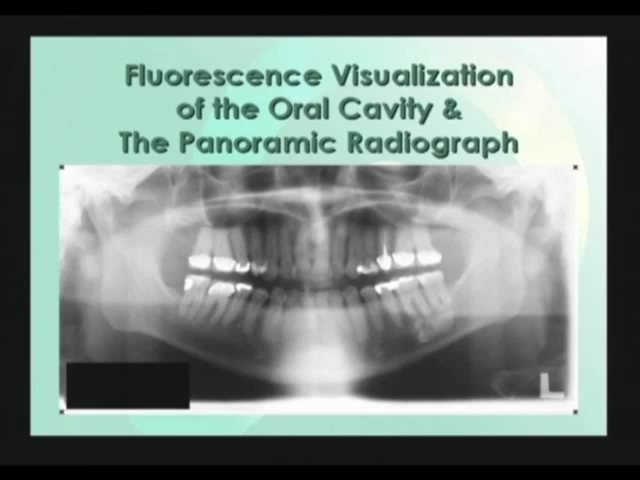 Fluorescence Visualization
of the Oral Cavity &
The Panoramic Radiograph
L